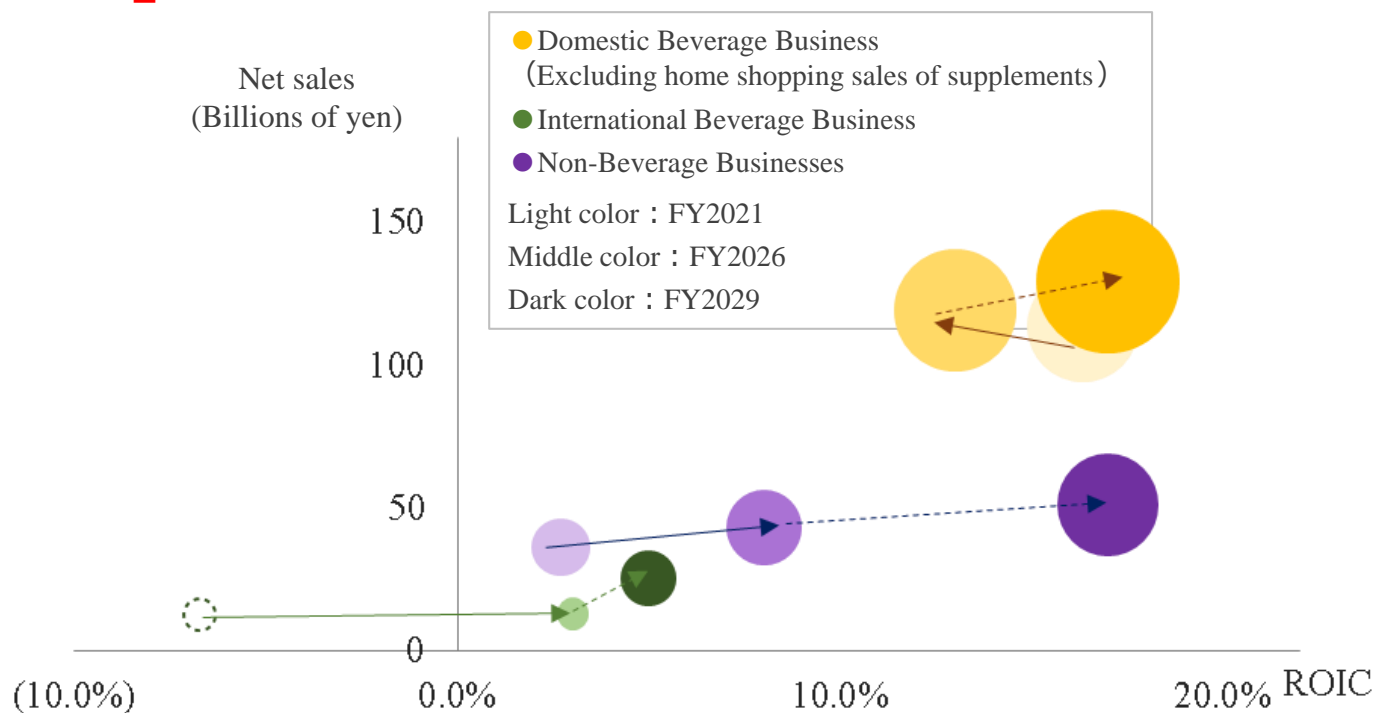 Net sales
(Billions of yen)
Domestic Beverage Business
（Excluding home shopping sales of supplements）
International Beverage Business
Non-Beverage Businesses
Light color：FY2021
Middle color：FY2026
Dark color：FY2029
150
100
50
0
(10.0%)
0.0%
10.0%
20.0%
ROIC